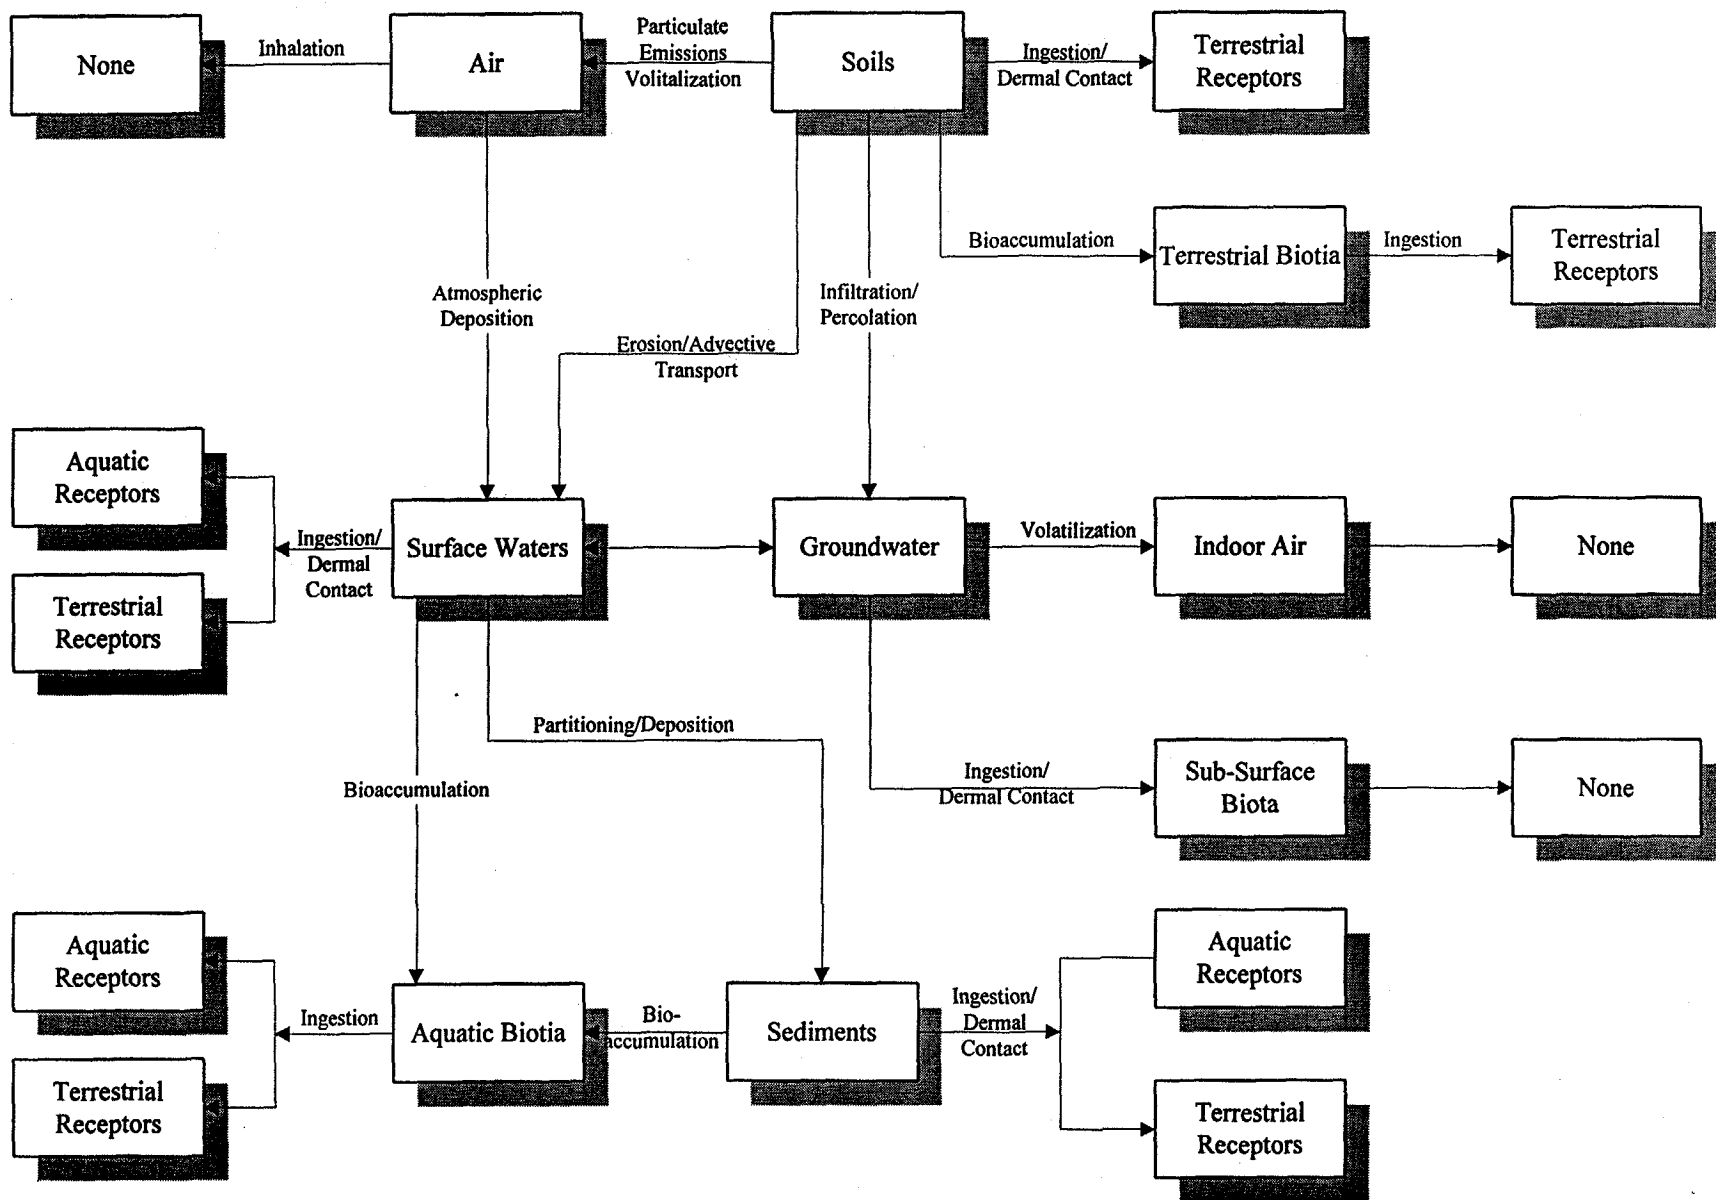 None
Inhalation
Air
Particulate
Emissions
Volitalization
Soils
Ingestion/
Dermal Contact
Terrestrial
Receptors
Bioaccumulation
Terrestrial Biotia
Ingestion
Terrestrial
Receptors
Atmospheric
Deposition
Infiltration/
Percolation
Erosion/Advective
Transport
Aquatic
Receptors
Terrestrial
Receptors
Ingestion/
Dermal
Contact
Surface Waters
Groundwater
Volatilization
Indoor Air
None
Partitioning/Deposition
Bioaccumulation
Ingestion/
Dermal Contact
Sub-Surface
Biota
None
Aquatic
Receptors
Terrestrial
Receptors
Ingestion
Aquatic Biotia
Bio-
accumulation
Sediments
Ingestion/
Dermal
Contact
Aquatic
Receptors
Terrestrial
Receptors